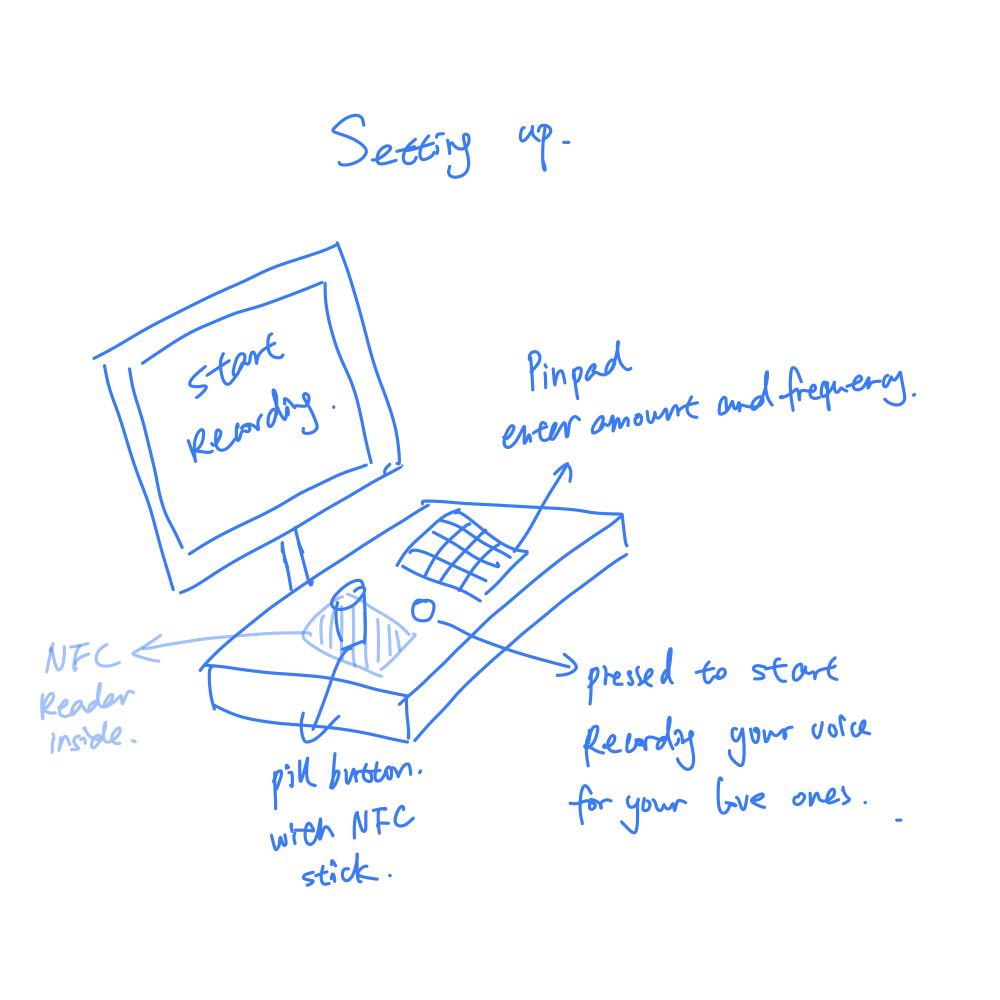 Setting up.
start
Recording.
Pinpad
enter amount and frequency.
NFC
Reader
inside.
pill button.
with NFC
stick.
pressed to start
Recording your voice
for your love ones.